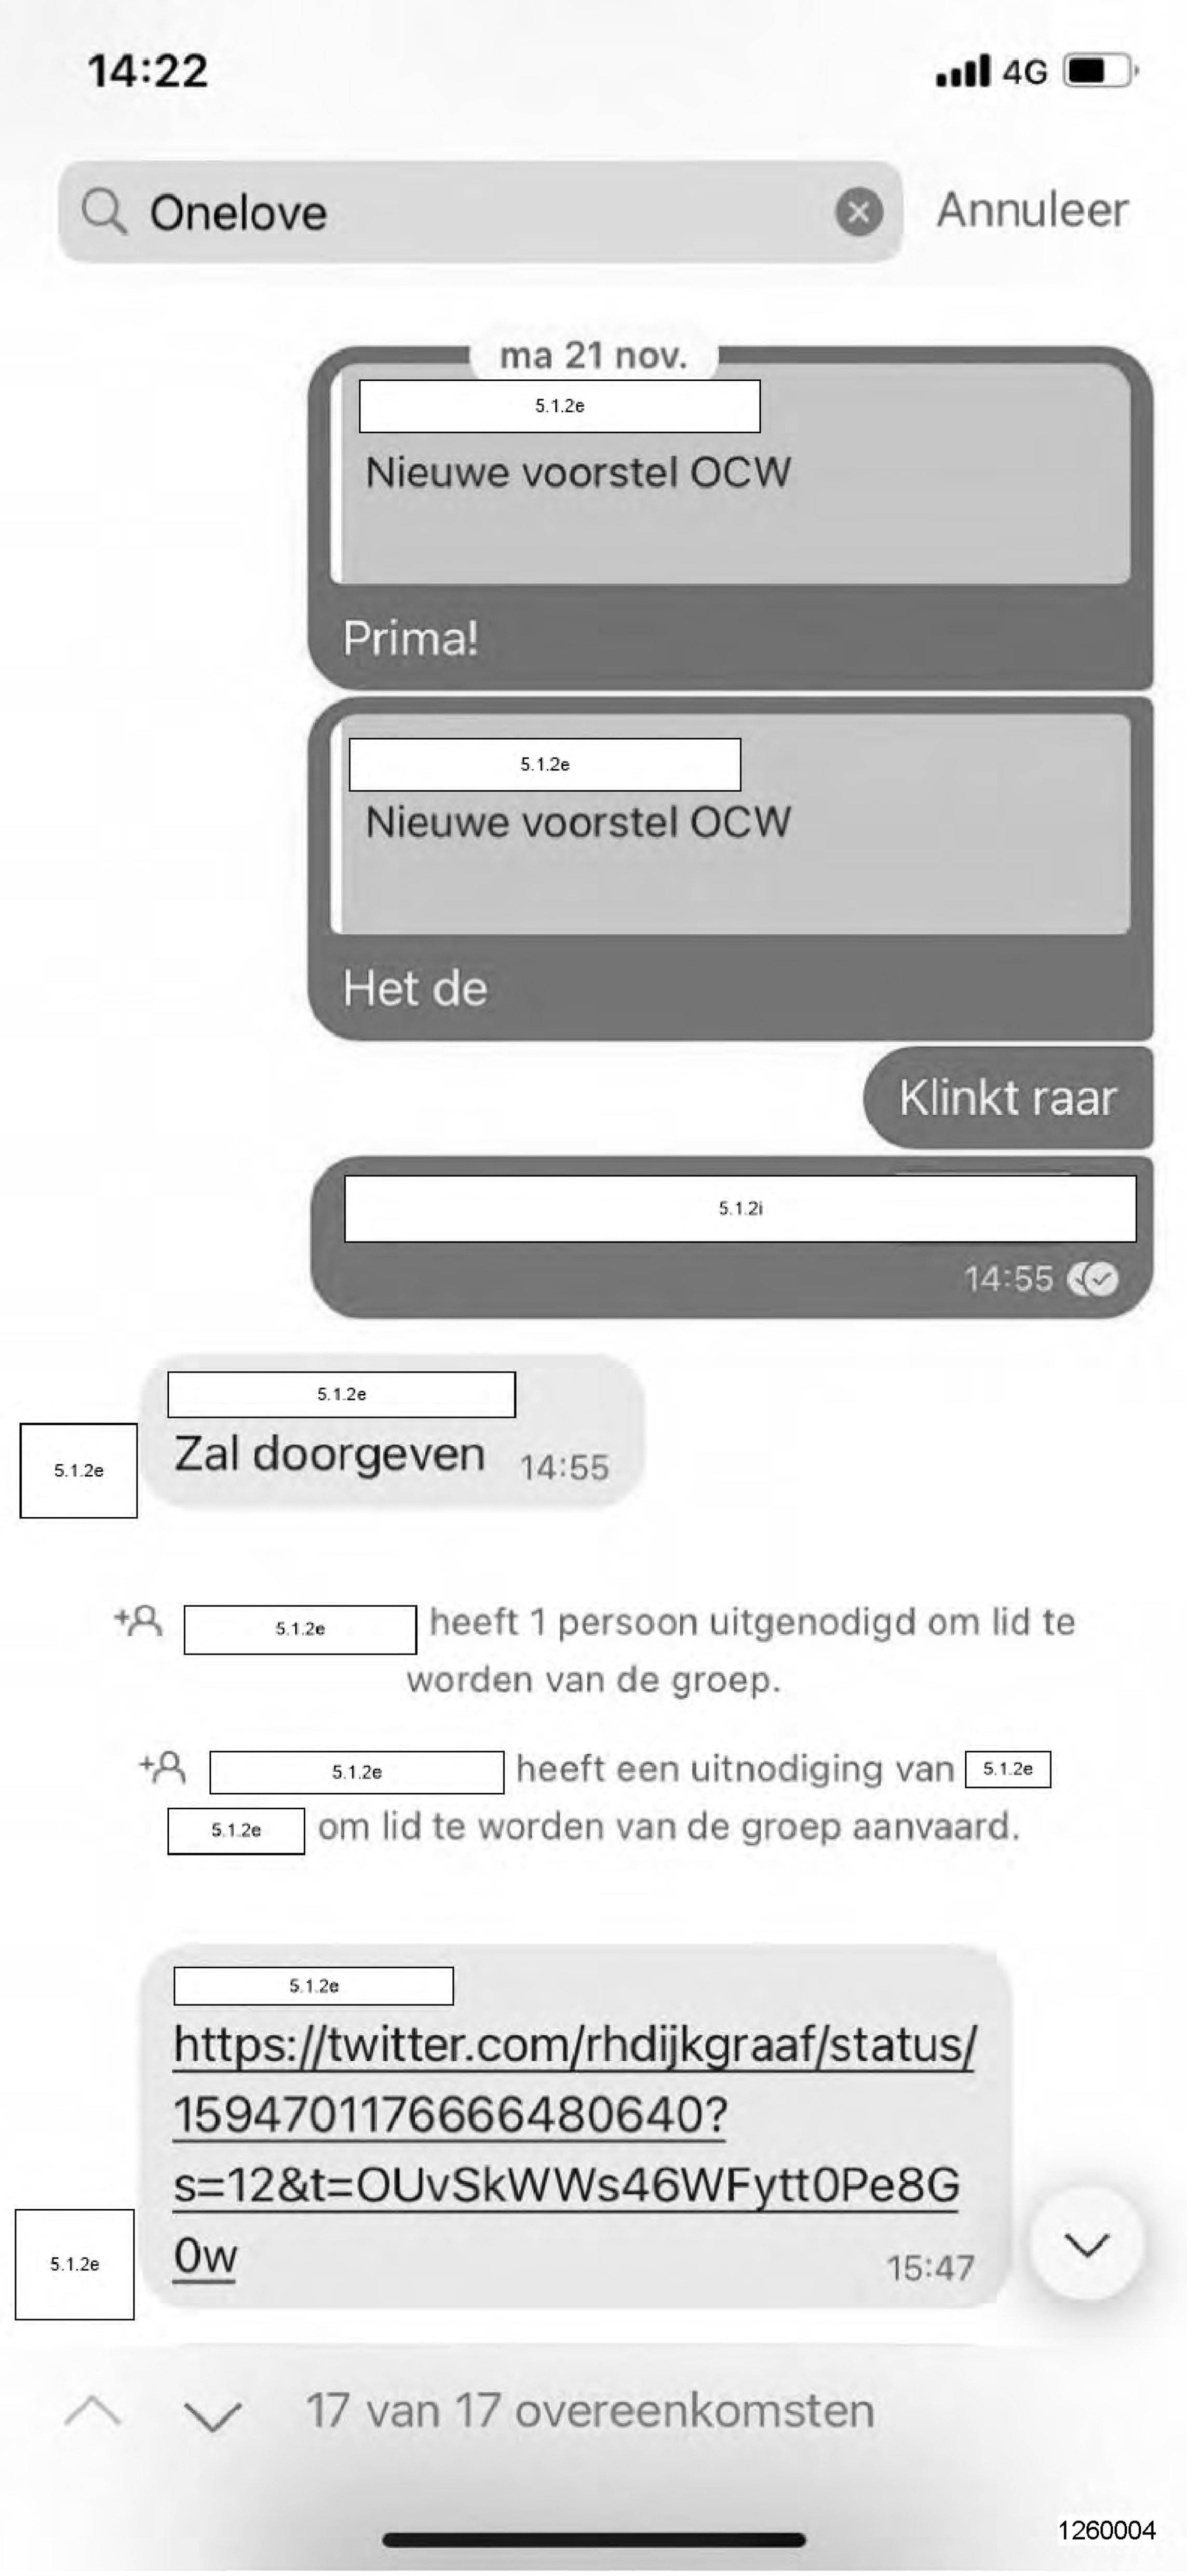 14:22
4G
Onelove
Annuleer
ma 21 nov.
5.1.2e
Nieuwe voorstel OCW
Prima!
5.1.2e
Nieuwe voorstel OCW
Het de
Klinkt raar
5.1.2i
14:55
5.1.2e
Zal doorgeven 14:55
5.1.2e
5.1.2e heeft 1 persoon uitgenodigd om lid te
worden van de groep.
5.1.2e heeft een uitnodiging van 5.1.2e
5.1.2e om lid te worden van de groep aanvaard.
5.1.2e
https://twitter.com/rhdijkgraaf/status/
1594701176666480640?
s=12&t=OUvSkWWs46WFytt0Pe8G
0w
15:47
5.1.2e
17 van 17 overeenkomsten
1260004